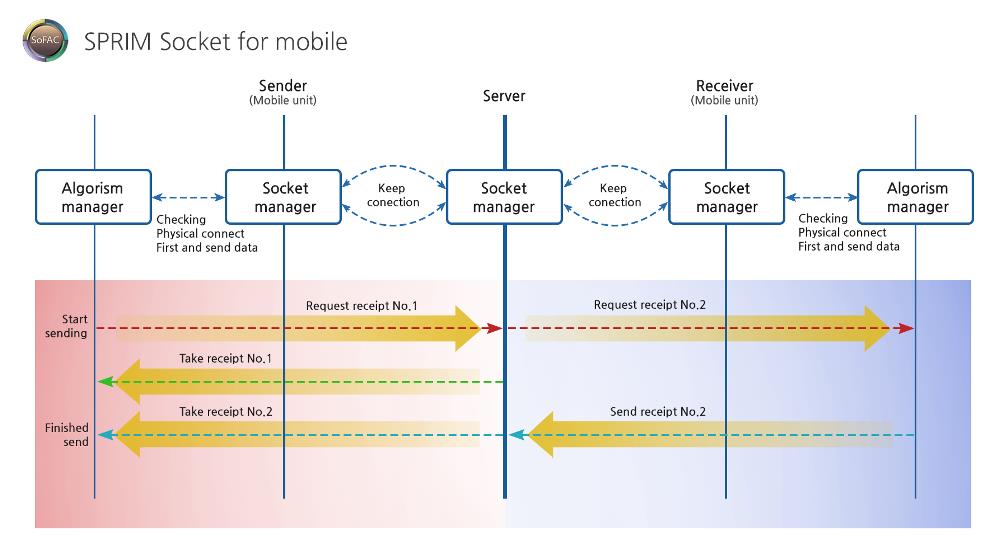 SoFAC
SPRIM Socket for mobile
Sender
(Mobile unit)
Server
Receiver
(Mobile unit)
Algorism
manager
Socket
manager
Keep
conection
Socket
manager
Keep
conection
Socket
manager
Algorism
manager
Checking
Physical connect
First and send data
Checking
Physical connect
First and send data
Start
sending
Request receipt No.1
Request receipt No.2
Take receipt No.1
Finished
send
Take receipt No.2
Send receipt No.2